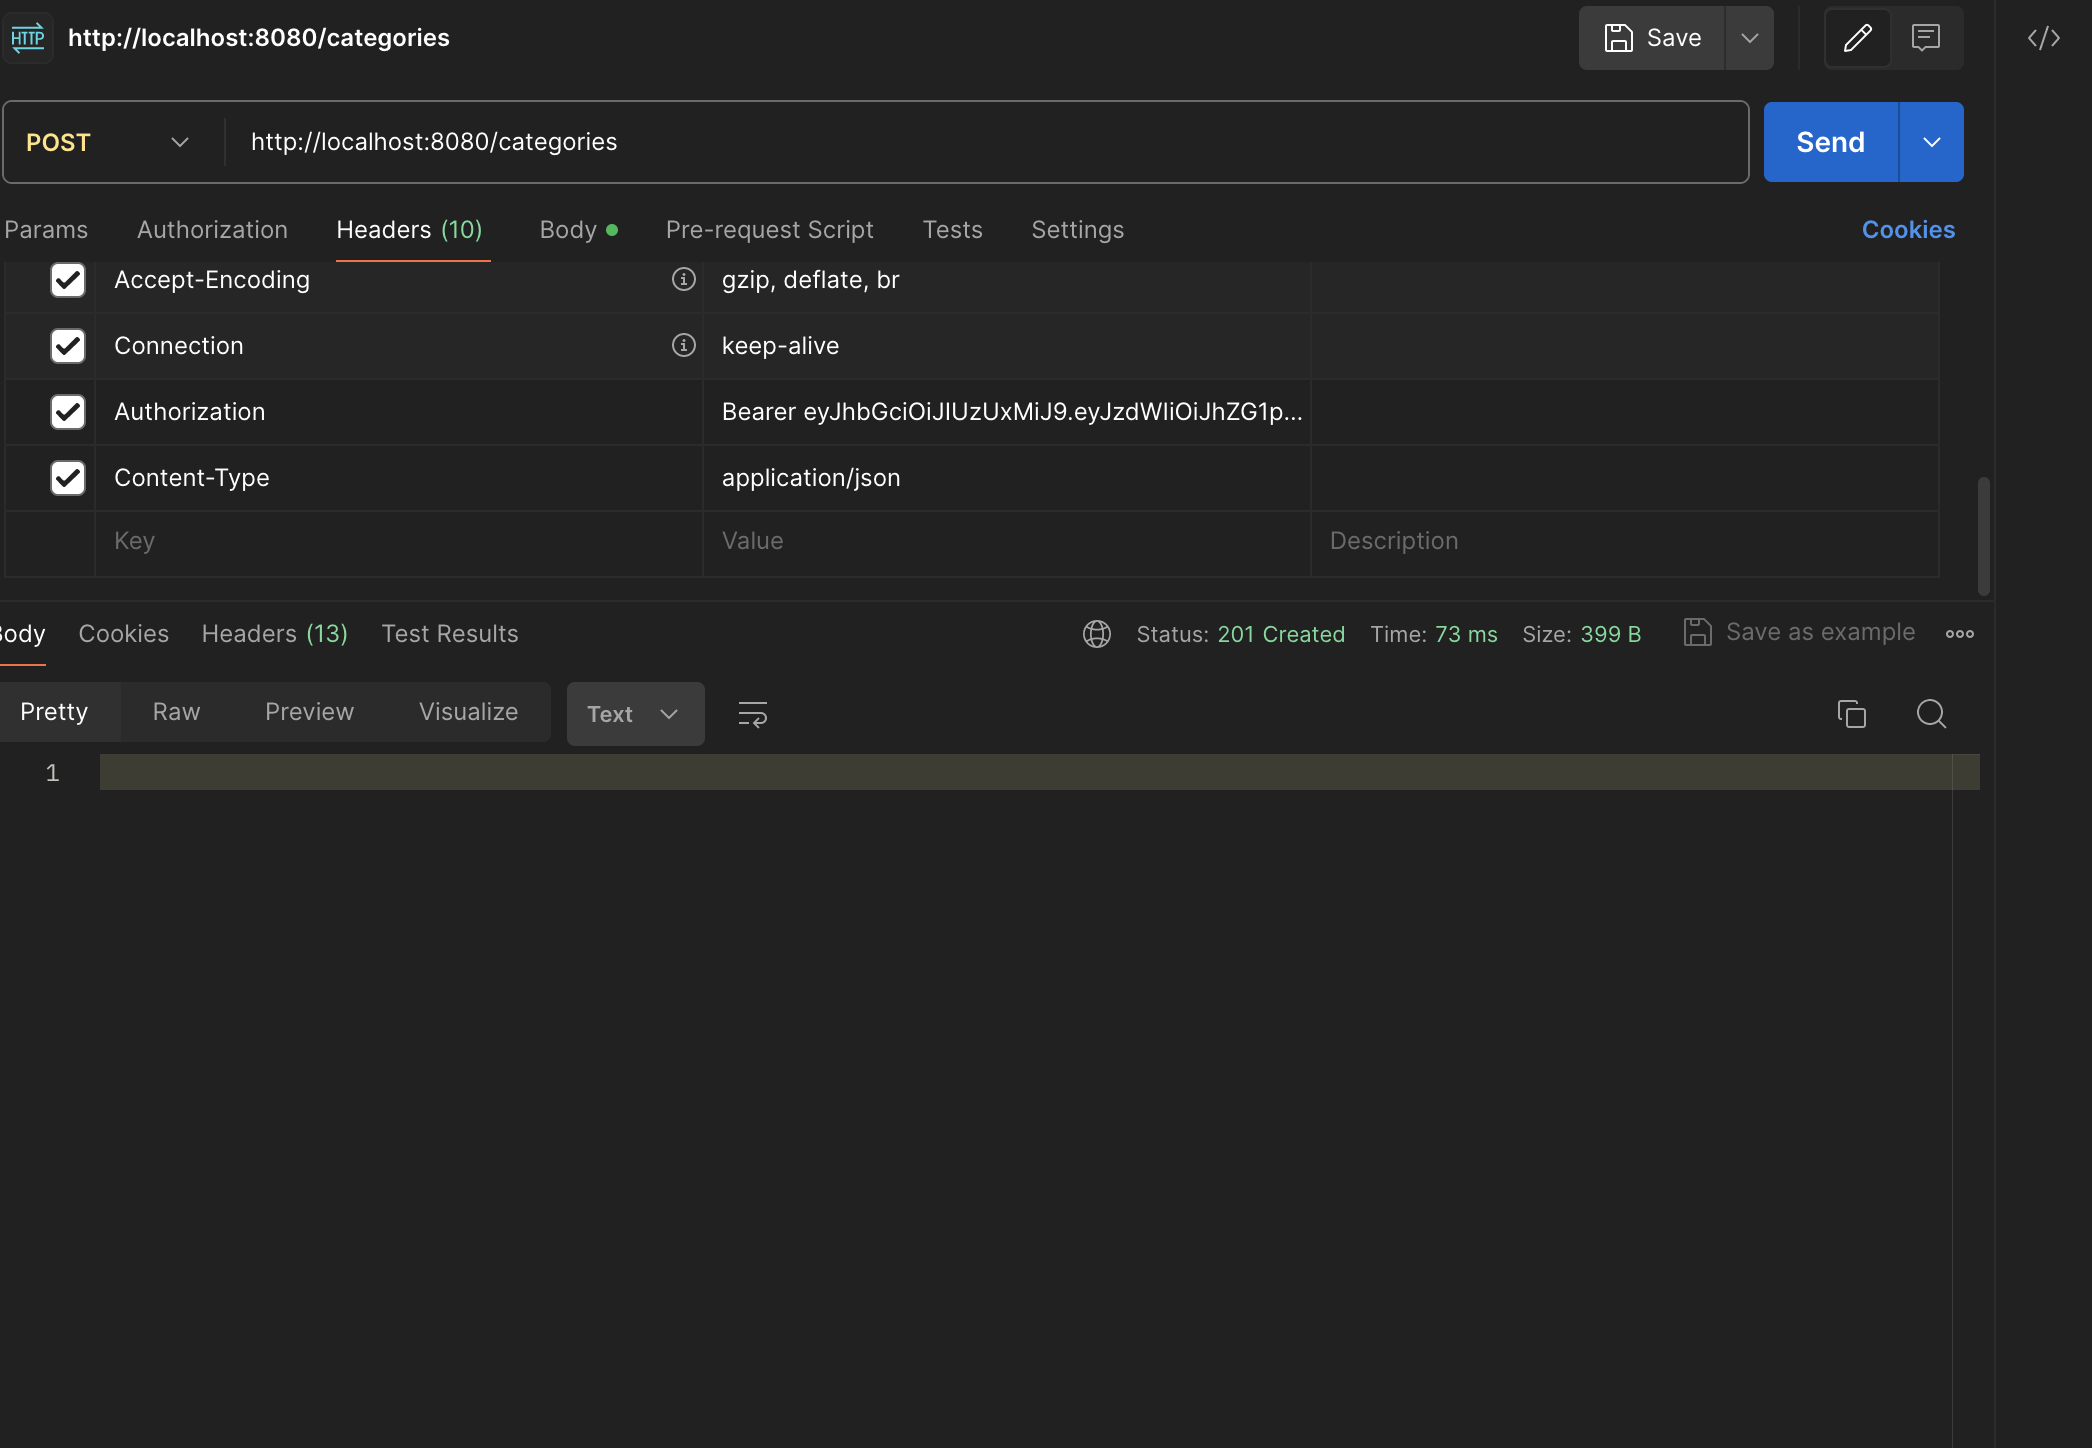 HTTP http://localhost:8080/categories Save
POST http://localhost:8080/categories Send
Params Authorization Headers (10) Body Pre-request Script Tests Settings Cookies
Accept-Encoding gzip, deflate, br
Connection keep-alive
Authorization Bearer eyJhbGciOiJIUzUxMiJ9.eyJzdWIiOiJhZG1p...
Content-Type application/json
Key Value Description
Body Cookies Headers (13) Test Results Status: 201 Created Time: 73 ms Size: 399 B Save as example
Pretty Raw Preview Visualize Text
1